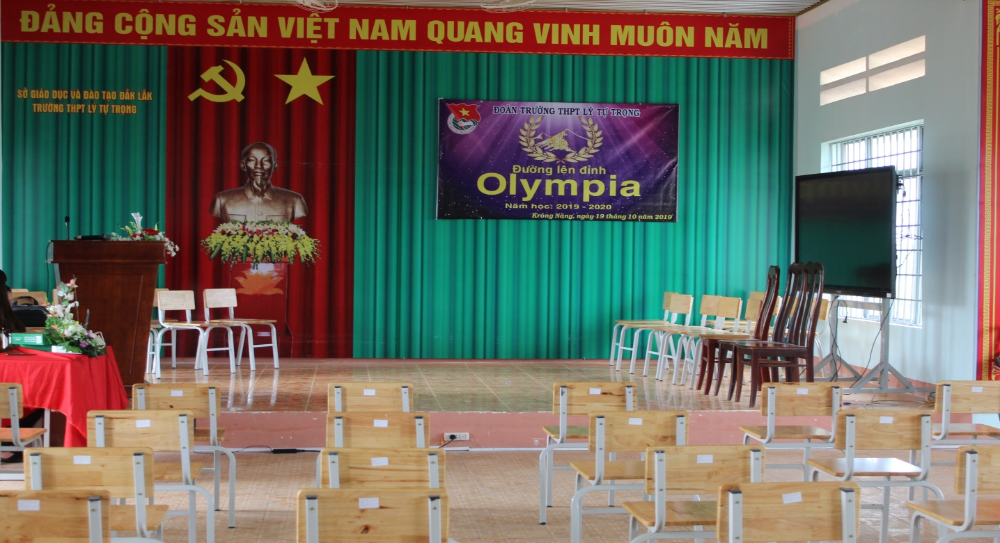 ĐẢNG CỘNG SẢN VIỆT NAM QUANG VINH MUÔN NĂM
SỞ GIÁO DỤC VÀ ĐÀO TẠO ĐẮK LẮK
TRƯỜNG THPT LÝ TỰ TRỌNG
ĐOÀN TRƯỜNG THPT LÝ TỰ TRỌNG
Đường lên đỉnh
Olympia
Năm học: 2019 - 2020
Krông Năng, ngày 19 tháng 10 năm 2019